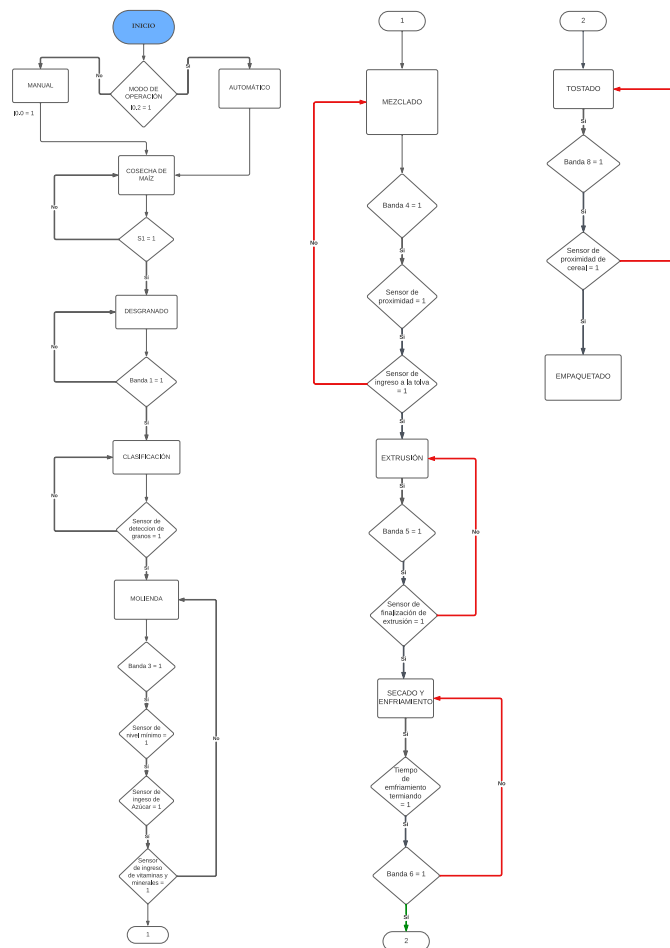 INICIO
No
Si
MANUAL
MODO DE
OPERACIÓN
I0.2 = 1
AUTOMÁTICO
I0.0 = 1
COSECHA DE
MAÍZ
No
S1 = 1
Si
DESGRANADO
No
Banda 1 = 1
Si
CLASIFICACIÓN
No
Sensor de
deteccion de
granos = 1
Si
MOLIENDA
Banda 3 = 1
Si
No
Sensor de
nivel mínimo =
1
Si
Sensor de
ingeso de
Azúcar = 1
Si
Sensor
de ingreso
de vitaminas y
minerales =
1
1
1
MEZCLADO
Banda 4 = 1
No
Si
Sensor de
proximidad = 1
Si
Sensor de
ingreso a la tolva
= 1
Si
EXTRUSIÓN
Si
Banda 5 = 1
No
Si
Sensor de
finalización de
extrusión = 1
Si
SECADO Y
ENFRIAMIENTO
Si
Tiempo
de
emfriamiento
termiando
= 1
No
Si
Banda 6 = 1
Si
2
2
TOSTADO
Si
Banda 8 = 1
Si
Sensor de
proximidad de
cereal = 1
Si
EMPAQUETADO